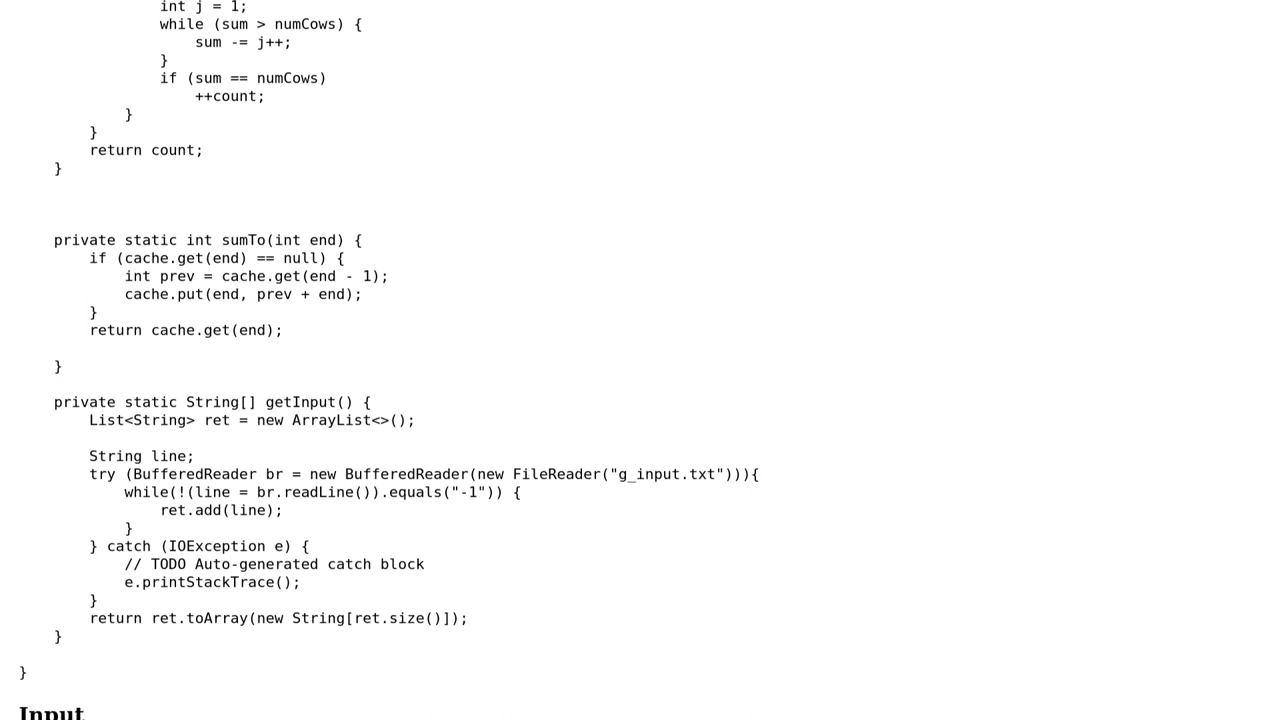 int j = 1;
while (sum > numCows) {
sum -= j++;
}
if (sum == numCows)
++count;
}
}
return count;
}
private static int sumTo(int end) {
if (cache.get(end) == null) {
int prev = cache.get(end - 1);
cache.put(end, prev + end);
}
return cache.get(end);
}
private static String[] getInput() {
List<String> ret = new ArrayList<>();
String line;
try (BufferedReader br = new BufferedReader(new FileReader("g_input.txt"))){
while(!(line = br.readLine()).equals("-1")) {
ret.add(line);
}
} catch (IOException e) {
// TODO Auto-generated catch block
e.printStackTrace();
}
return ret.toArray(new String[ret.size()]);
}
}
Input